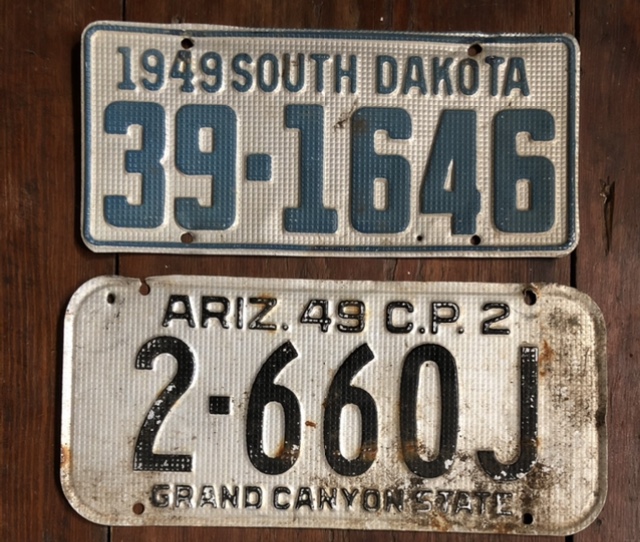 1949 SOUTH DAKOTA
39-1646
ARIZ. 49 C.P. 2
2-660J
GRAND CANYON STATE